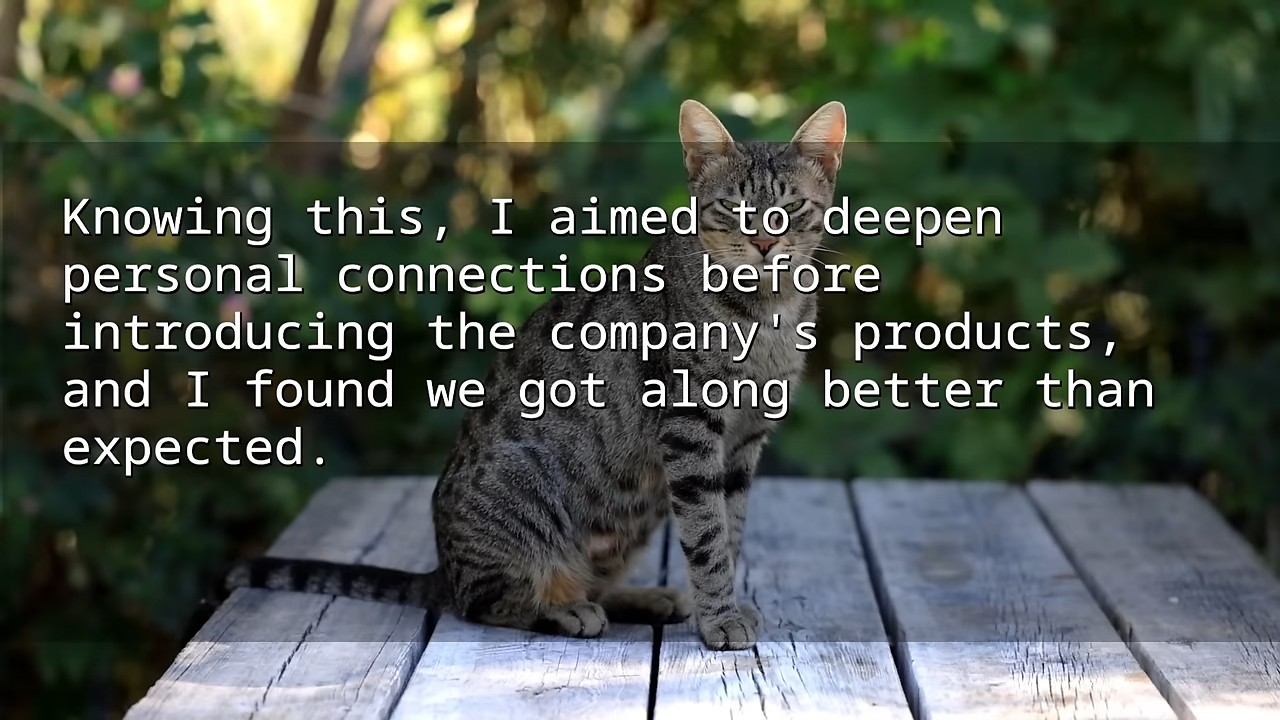 Knowing this, I aimed to deepen
personal connections before
introducing the company's products,
and I found we got along better than
expected.